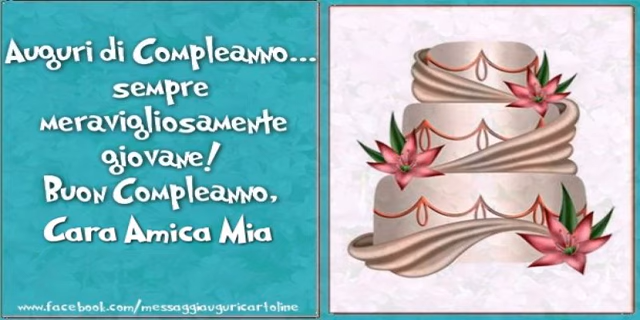 Auguri di Compleanno...
sempre
meravigliosamente
giovane!
Buon Compleanno,
Cara Amica Mia
www.facebook.com/messaggiauguricartoline